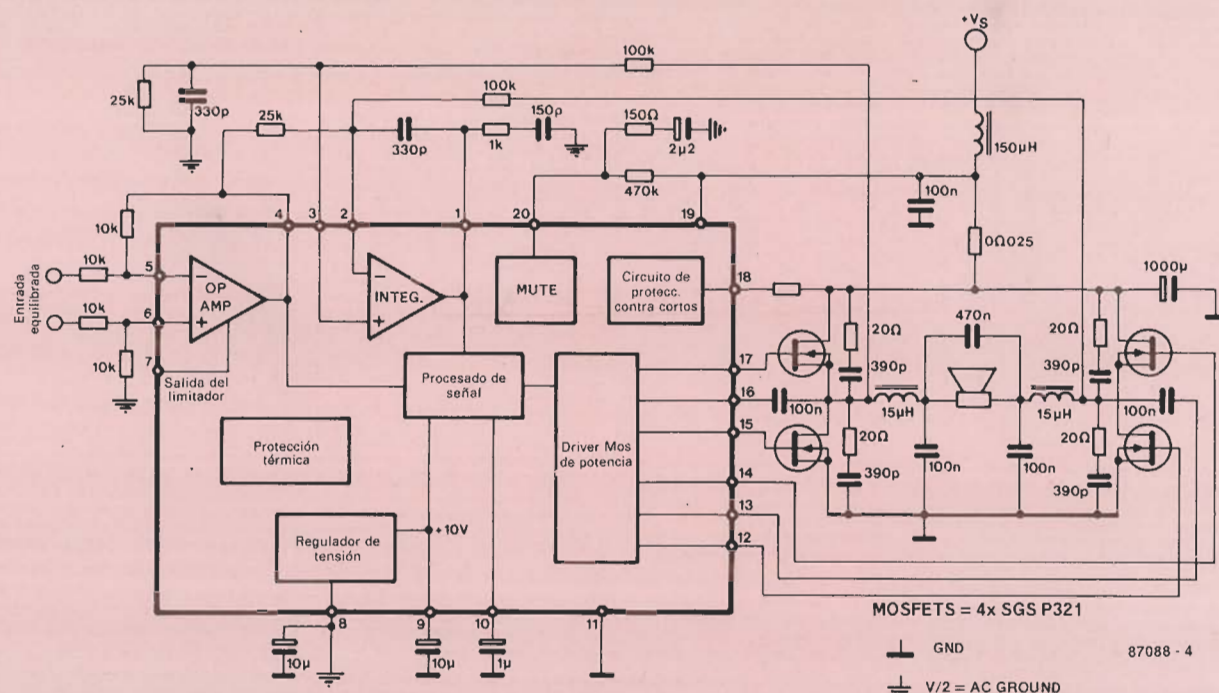 +VS
100k
100k
25k
330p
25k
330p
1k
150p
150Ω
2µ2
470k
150µH
100n
0Ω025
10k
4
3
2
1
20
19
Entrada equilibrada
10k
10k
10k
5
6
7
OP AMP
INTEG.
MUTE
Circuito de protecc. contra cortos
18
1000µ
Salida del limitador
Procesado de señal
Protección térmica
Driver Mos de potencia
Regulador de tensión
+10V
17
16
15
14
13
12
20Ω
390p
470n
20Ω
390p
100n
15µH
15µH
100n
20Ω
390p
100n
100n
20Ω
390p
8
9
10
11
10µ
10µ
1µ
MOSFETS = 4x SGS P321
GND
87088 - 4
V/2 = AC GROUND